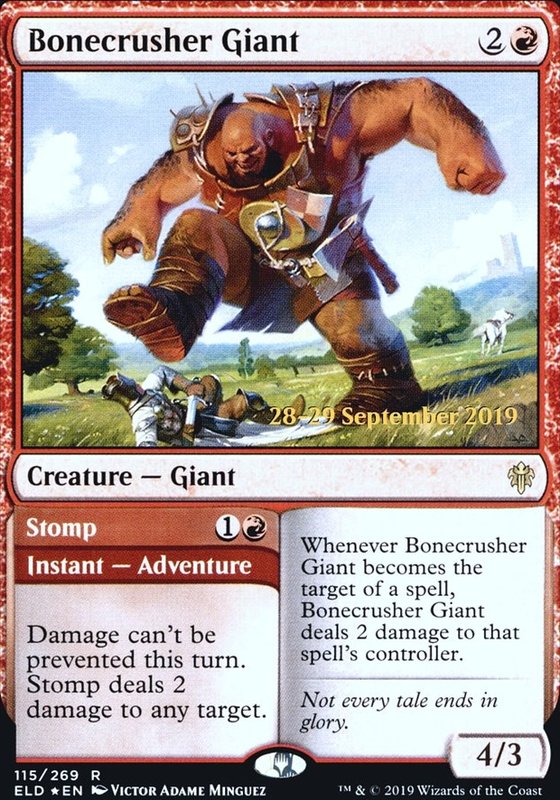 Bonecrusher Giant 2
28-29 September 2019
Creature — Giant
Stomp 1
Instant — Adventure
Damage can't be
prevented this turn.
Stomp deals 2
damage to any target.
Whenever Bonecrusher
Giant becomes the
target of a spell,
Bonecrusher Giant
deals 2 damage to that
spell's controller.
Not every tale ends in
glory.
4/3
115/269 R
ELD ★ EN Victor Adame Minguez
™ & © 2019 Wizards of the Coast